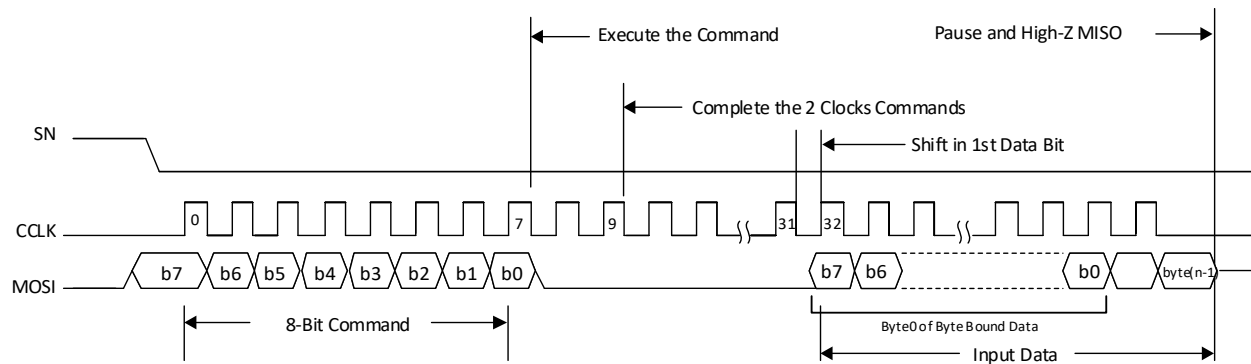 Execute the Command
Pause and High-Z MISO
Complete the 2 Clocks Commands
SN
Shift in 1st Data Bit
0 7 9 31 32
CCLK
b7 b6 b5 b4 b3 b2 b1 b0 b7 b6 b0 byte(n-1
MOSI
8-Bit Command
Byte0 of Byte Bound Data
Input Data